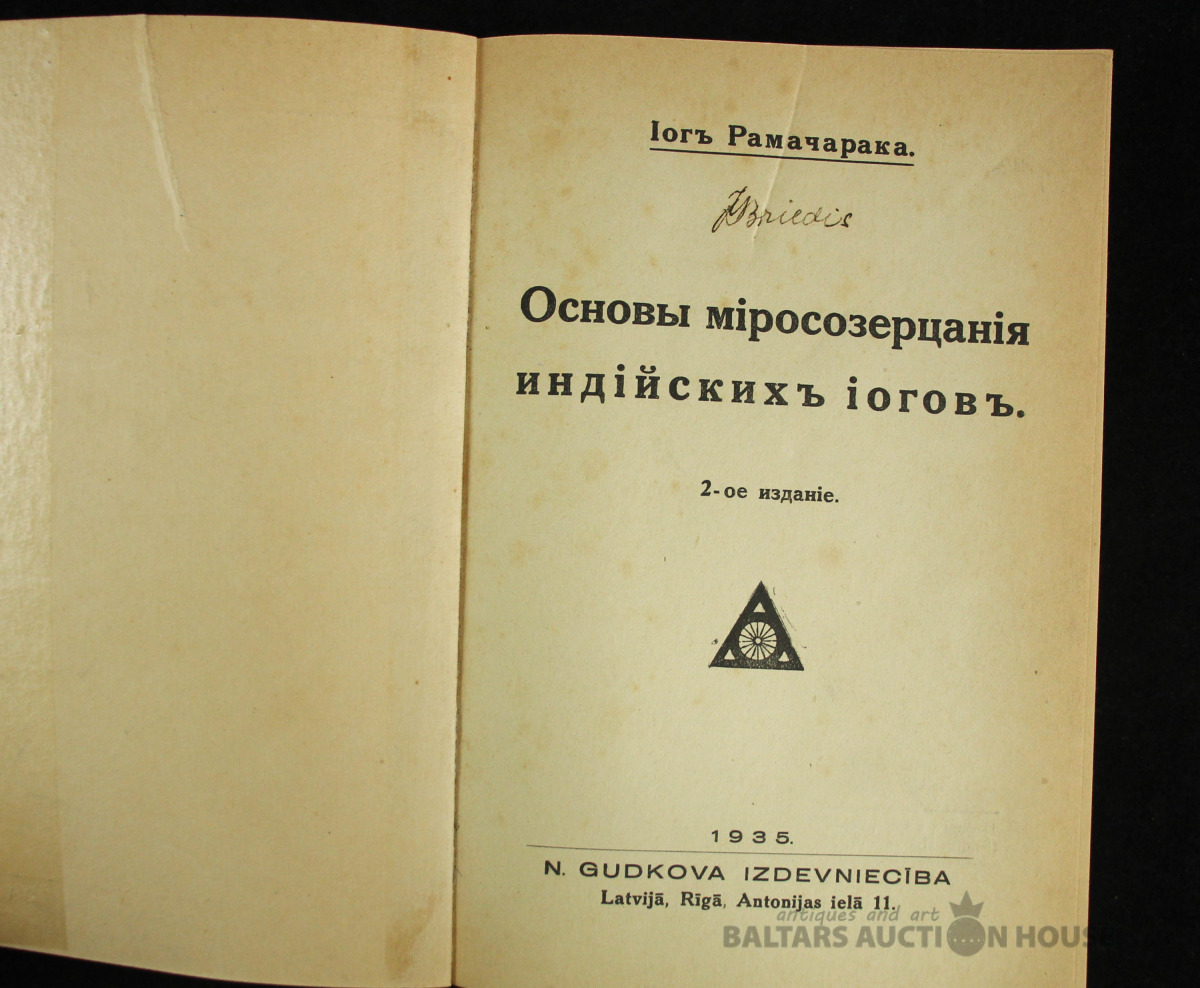 Іогъ Рамачарака.
JBriedis
Основы міросозерцанія
индійскихъ іоговъ.
2-ое изданіе.
1935.
N. GUDKOVA IZDEVNIECĪBA
Latvijā, Rīgā, Antonijas ielā 11.
antiques and art
BALTARS AUCTION HOUSE